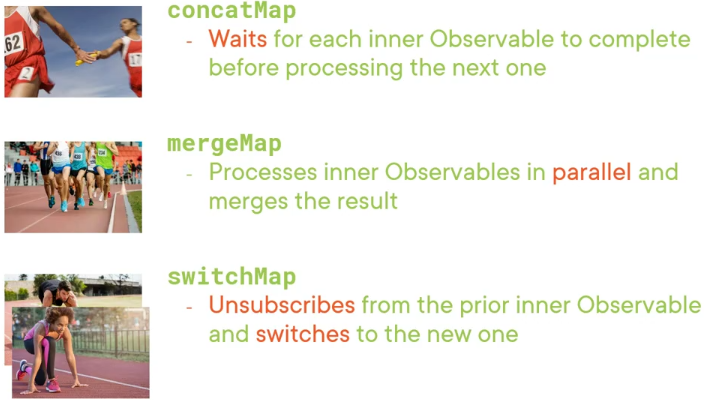 concatMap
- Waits for each inner Observable to complete
before processing the next one
mergeMap
- Processes inner Observables in parallel and
merges the result
switchMap
- Unsubscribes from the prior inner Observable
and switches to the new one